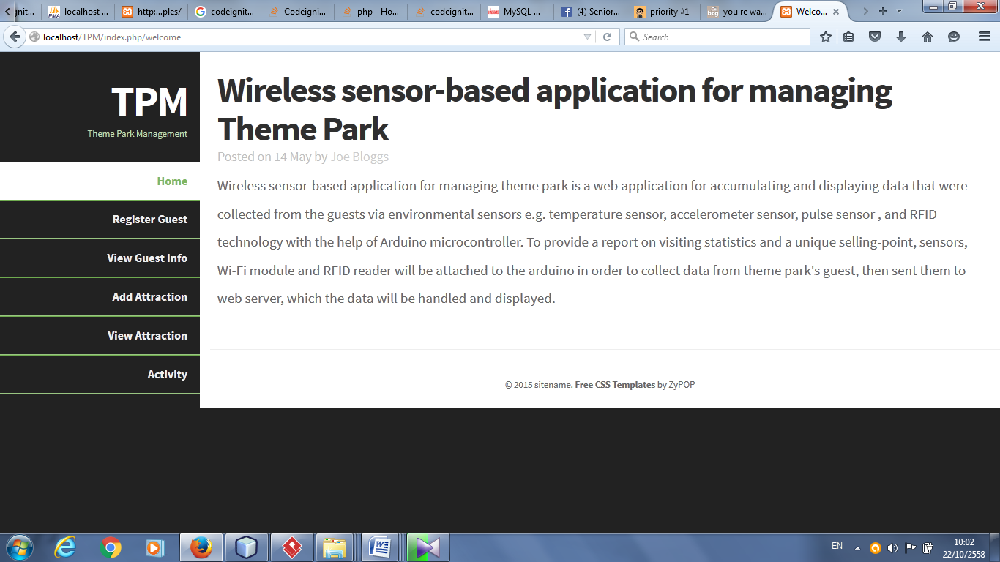 gnit...
localhost ...
http:...ples/
codeignit...
Codeigni...
php - Ho...
codeignit...
MySQL ...
(4) Senior...
priority #1
you're wa...
Welco...
localhost/TPM/index.php/welcome
Search
TPM
Theme Park Management
Home
Register Guest
View Guest Info
Add Attraction
View Attraction
Activity
Wireless sensor-based application for managing
Theme Park
Posted on 14 May by Joe Bloggs
Wireless sensor-based application for managing theme park is a web application for accumulating and displaying data that were
collected from the guests via environmental sensors e.g. temperature sensor, accelerometer sensor, pulse sensor , and RFID
technology with the help of Arduino microcontroller. To provide a report on visiting statistics and a unique selling-point, sensors,
Wi-Fi module and RFID reader will be attached to the arduino in order to collect data from theme park's guest, then sent them to
web server, which the data will be handled and displayed.
© 2015 sitename. Free CSS Templates by ZyPOP
EN
10:02
22/10/2558